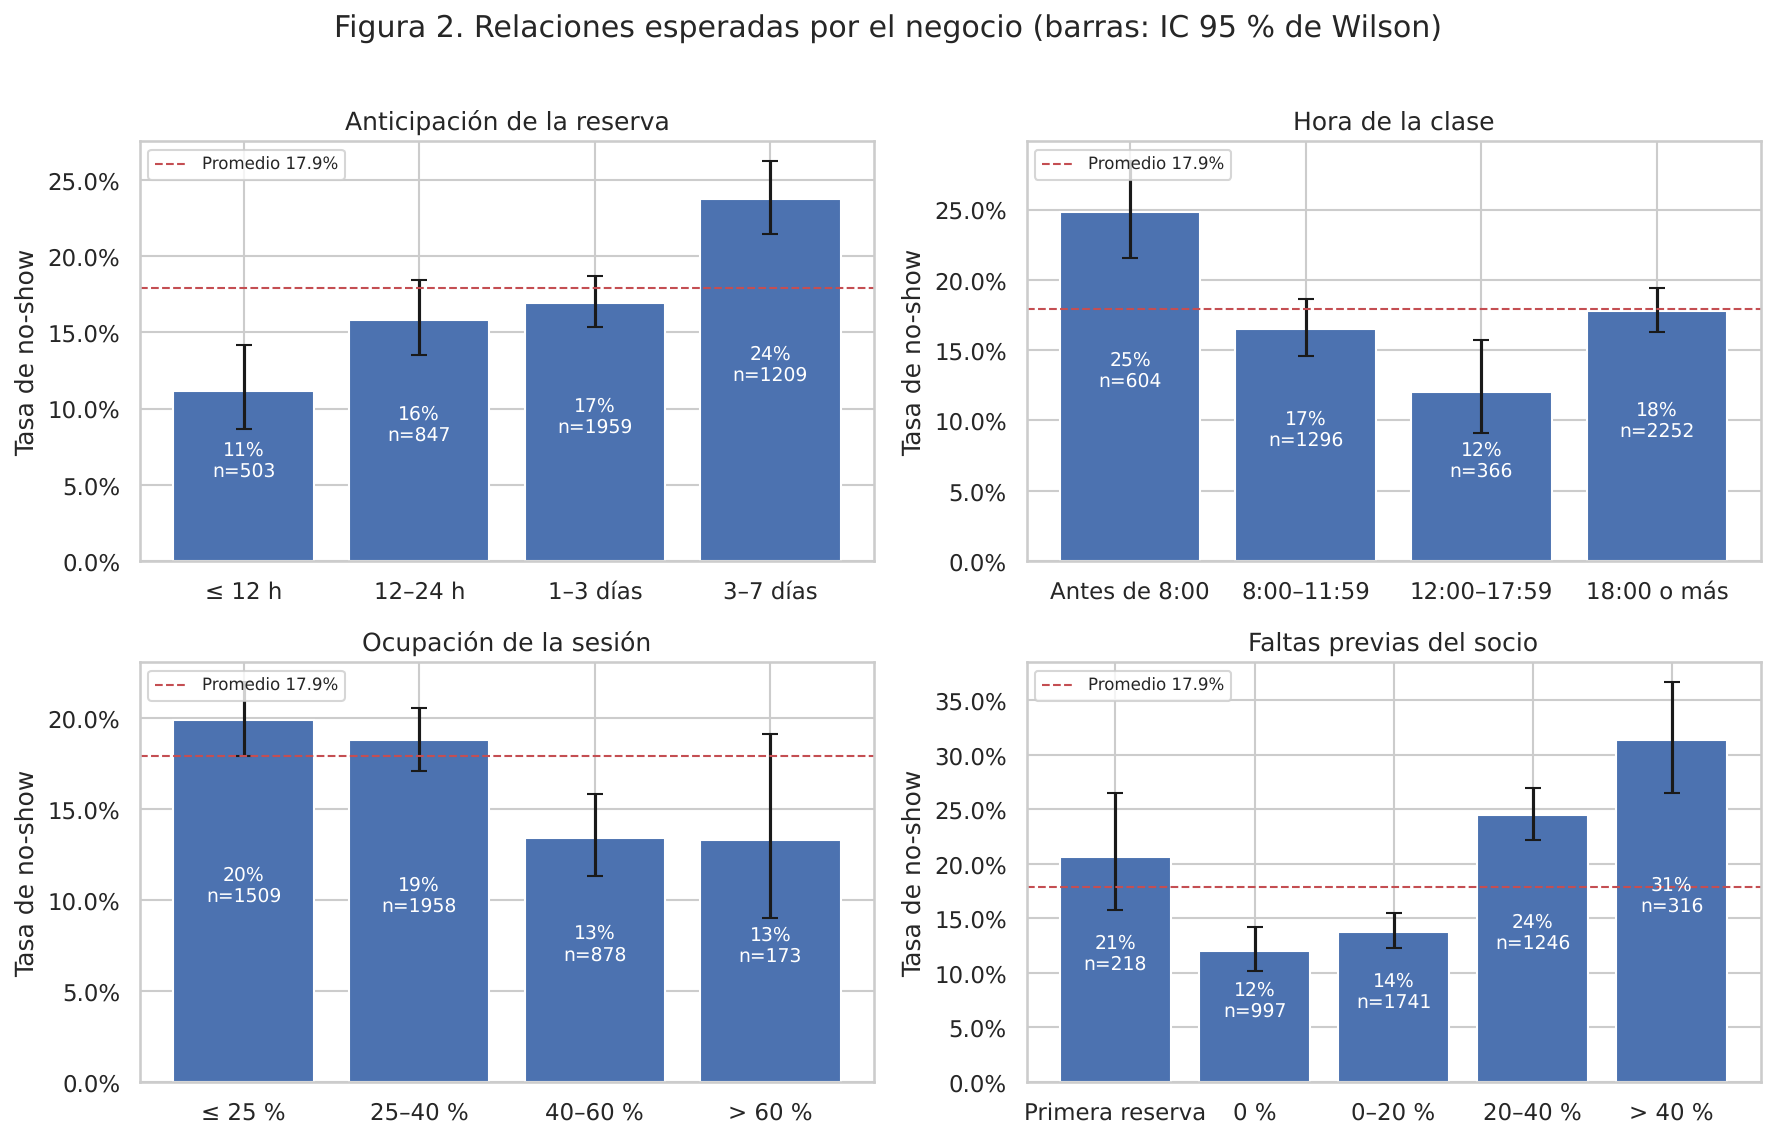 Figura 2. Relaciones esperadas por el negocio (barras: IC 95 % de Wilson)
Anticipación de la reserva
Promedio 17.9%
Tasa de no-show
25.0%
20.0%
15.0%
10.0%
5.0%
0.0%
11%
n=503
16%
n=847
17%
n=1959
24%
n=1209
≤ 12 h
12–24 h
1–3 días
3–7 días
Hora de la clase
Promedio 17.9%
Tasa de no-show
25.0%
20.0%
15.0%
10.0%
5.0%
0.0%
25%
n=604
17%
n=1296
12%
n=366
18%
n=2252
Antes de 8:00
8:00–11:59
12:00–17:59
18:00 o más
Ocupación de la sesión
Promedio 17.9%
Tasa de no-show
20.0%
15.0%
10.0%
5.0%
0.0%
20%
n=1509
19%
n=1958
13%
n=878
13%
n=173
≤ 25 %
25–40 %
40–60 %
> 60 %
Faltas previas del socio
Promedio 17.9%
Tasa de no-show
35.0%
30.0%
25.0%
20.0%
15.0%
10.0%
5.0%
0.0%
21%
n=218
12%
n=997
14%
n=1741
24%
n=1246
31%
n=316
Primera reserva
0 %
0–20 %
20–40 %
> 40 %